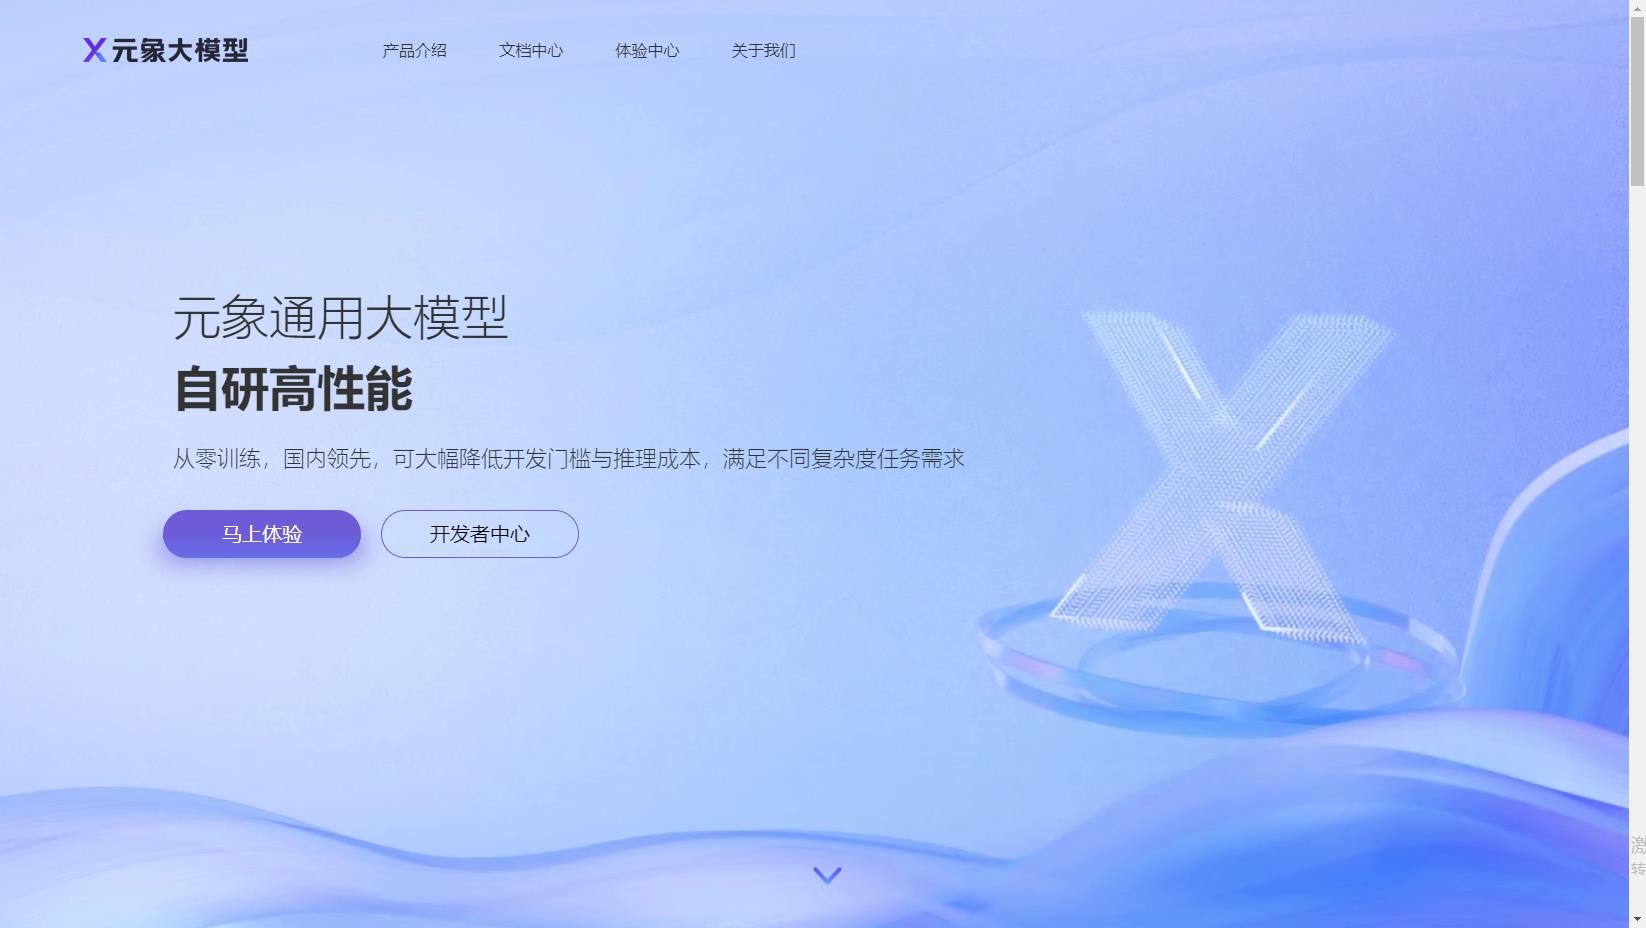 元象大模型
产品介绍 文档中心 体验中心 关于我们
元象通用大模型
自研高性能
从零训练，国内领先，可大幅降低开发门槛与推理成本，满足不同复杂度任务需求
马上体验 开发者中心
激
转